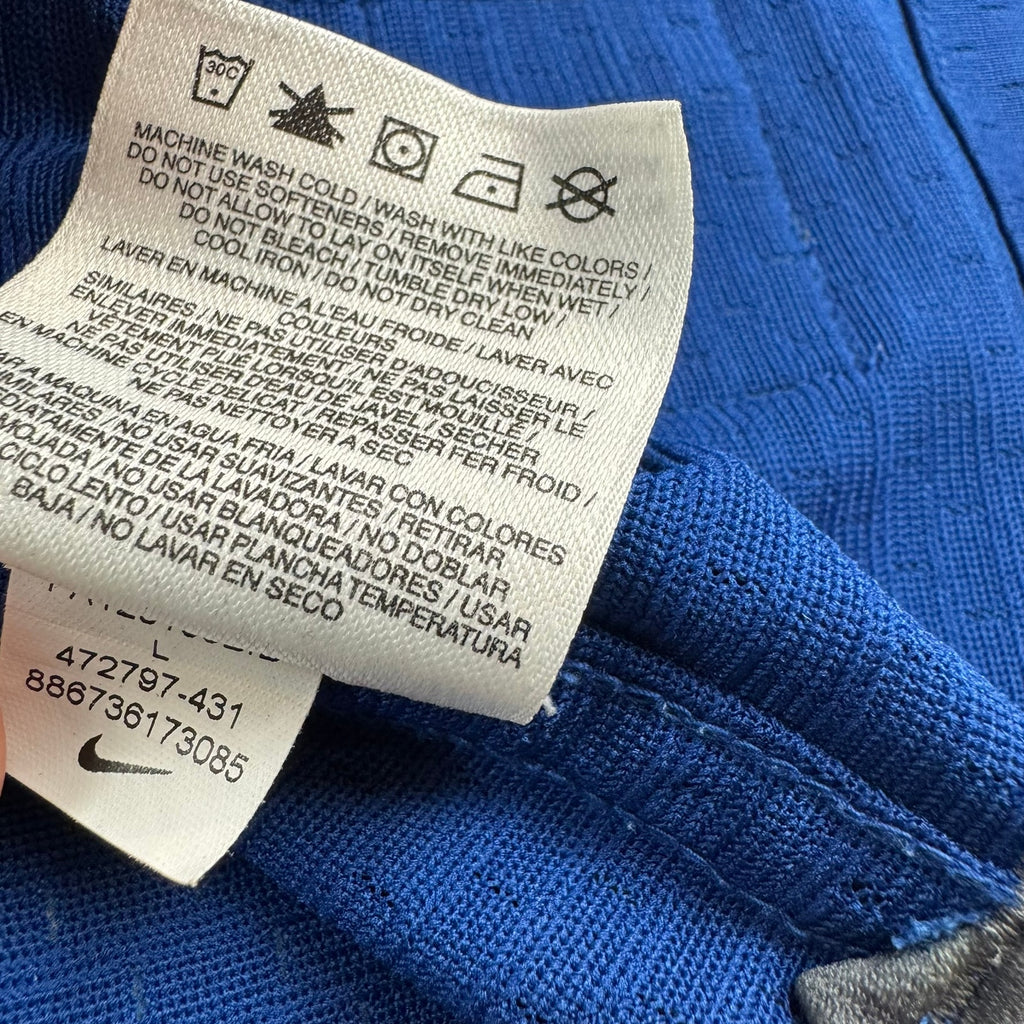 30C
MACHINE WASH COLD / WASH WITH LIKE COLORS /
DO NOT USE SOFTENERS / REMOVE IMMEDIATELY /
DO NOT ALLOW TO LAY ON ITSELF WHEN WET /
DO NOT BLEACH / TUMBLE DRY LOW /
COOL IRON / DO NOT DRY CLEAN
LAVER EN MACHINE A L'EAU FROIDE / LAVER AVEC
COULEURS
SIMILAIRES / NE PAS UTILISER D'ADOUCISSEUR /
ENLEVER IMMEDIATEMENT / NE PAS LAISSER LE
VETEMENT PLIÉ LORSQU'IL EST MOUILLÉ /
NE PAS UTILISER D'EAU DE JAVEL / SECHER
EN MACHINE CYCLE DELICAT / REPASSER FER FROID /
NE PAS NETTOYER A SEC
A MAQUINA EN AGUA FRIA / LAVAR CON COLORES
NO USAR SUAVIZANTES / RETIRAR
DE LA LAVADORA / NO DOBLAR
MOJADA / NO USAR BLANQUEADORES / USAR
CICLO LENTO / USAR PLANCHA TEMPERATURA
BAJA / NO LAVAR EN SECO
L
472797-431
886736173085